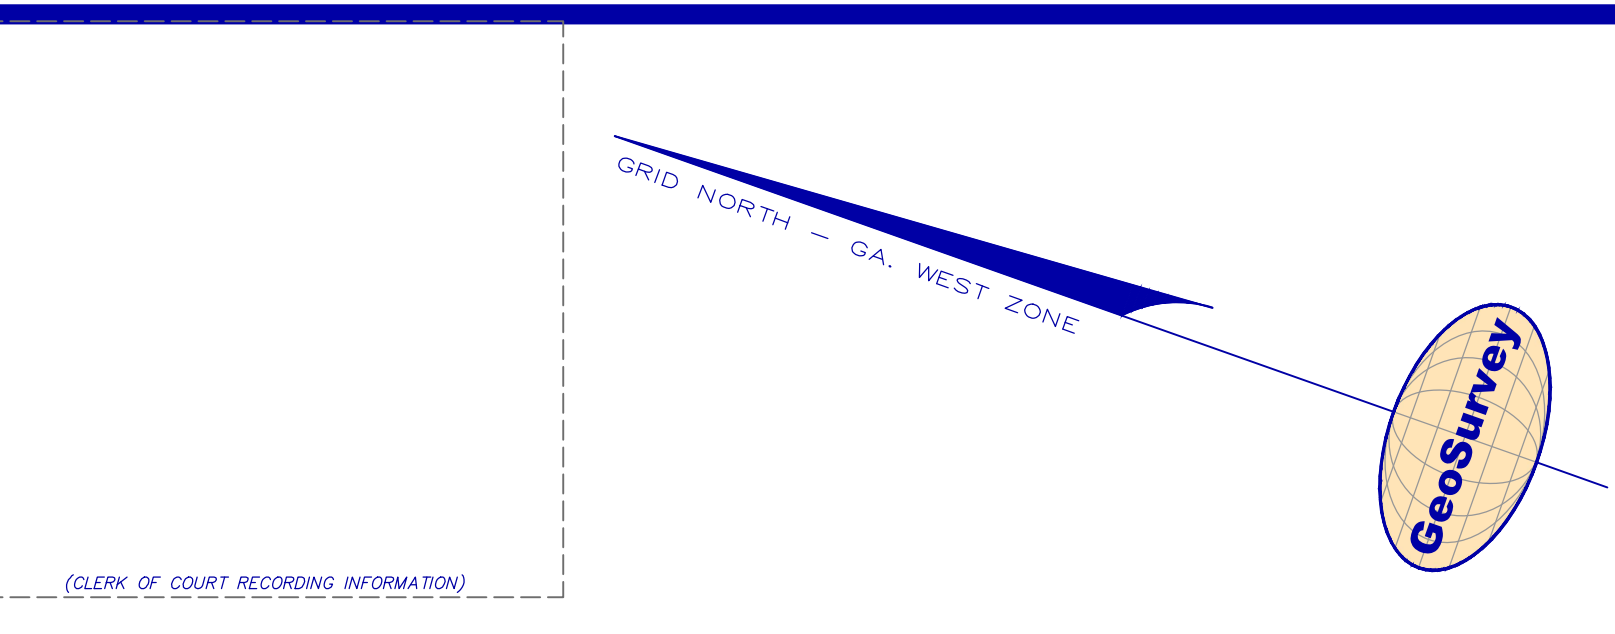 GRID NORTH – GA. WEST ZONE
GeoSurvey
(CLERK OF COURT RECORDING INFORMATION)